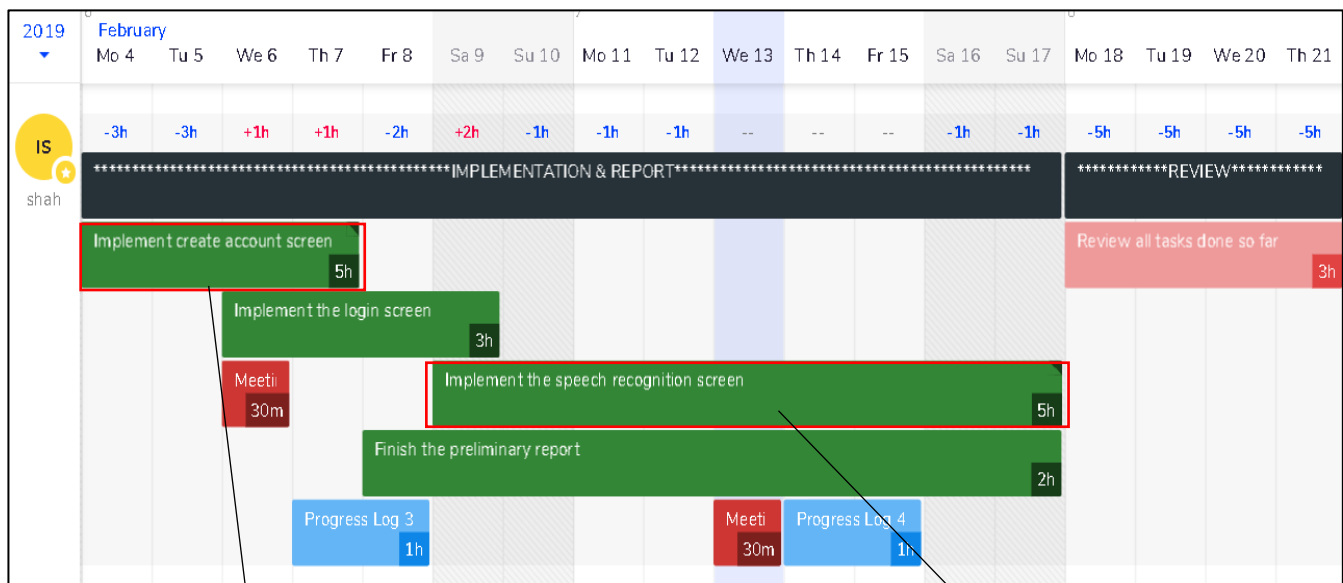 2019 February
Mo 4 Tu 5 We 6 Th 7 Fr 8 Sa 9 Su 10 Mo 11 Tu 12 We 13 Th 14 Fr 15 Sa 16 Su 17 Mo 18 Tu 19 We 20 Th 21
-3h -3h +1h +1h -2h +2h -1h -1h -1h -- -- -- -1h -1h -5h -5h -5h -5h
IS
shah
***********************************************IMPLEMENTATION & REPORT*********************************************** ************REVIEW************
Implement create account screen
5h
Review all tasks done so far
3h
Implement the login screen
3h
Meeti
30m
Implement the speech recognition screen
5h
Finish the preliminary report
2h
Progress Log 3
1h
Meeti
30m
Progress Log 4
1h